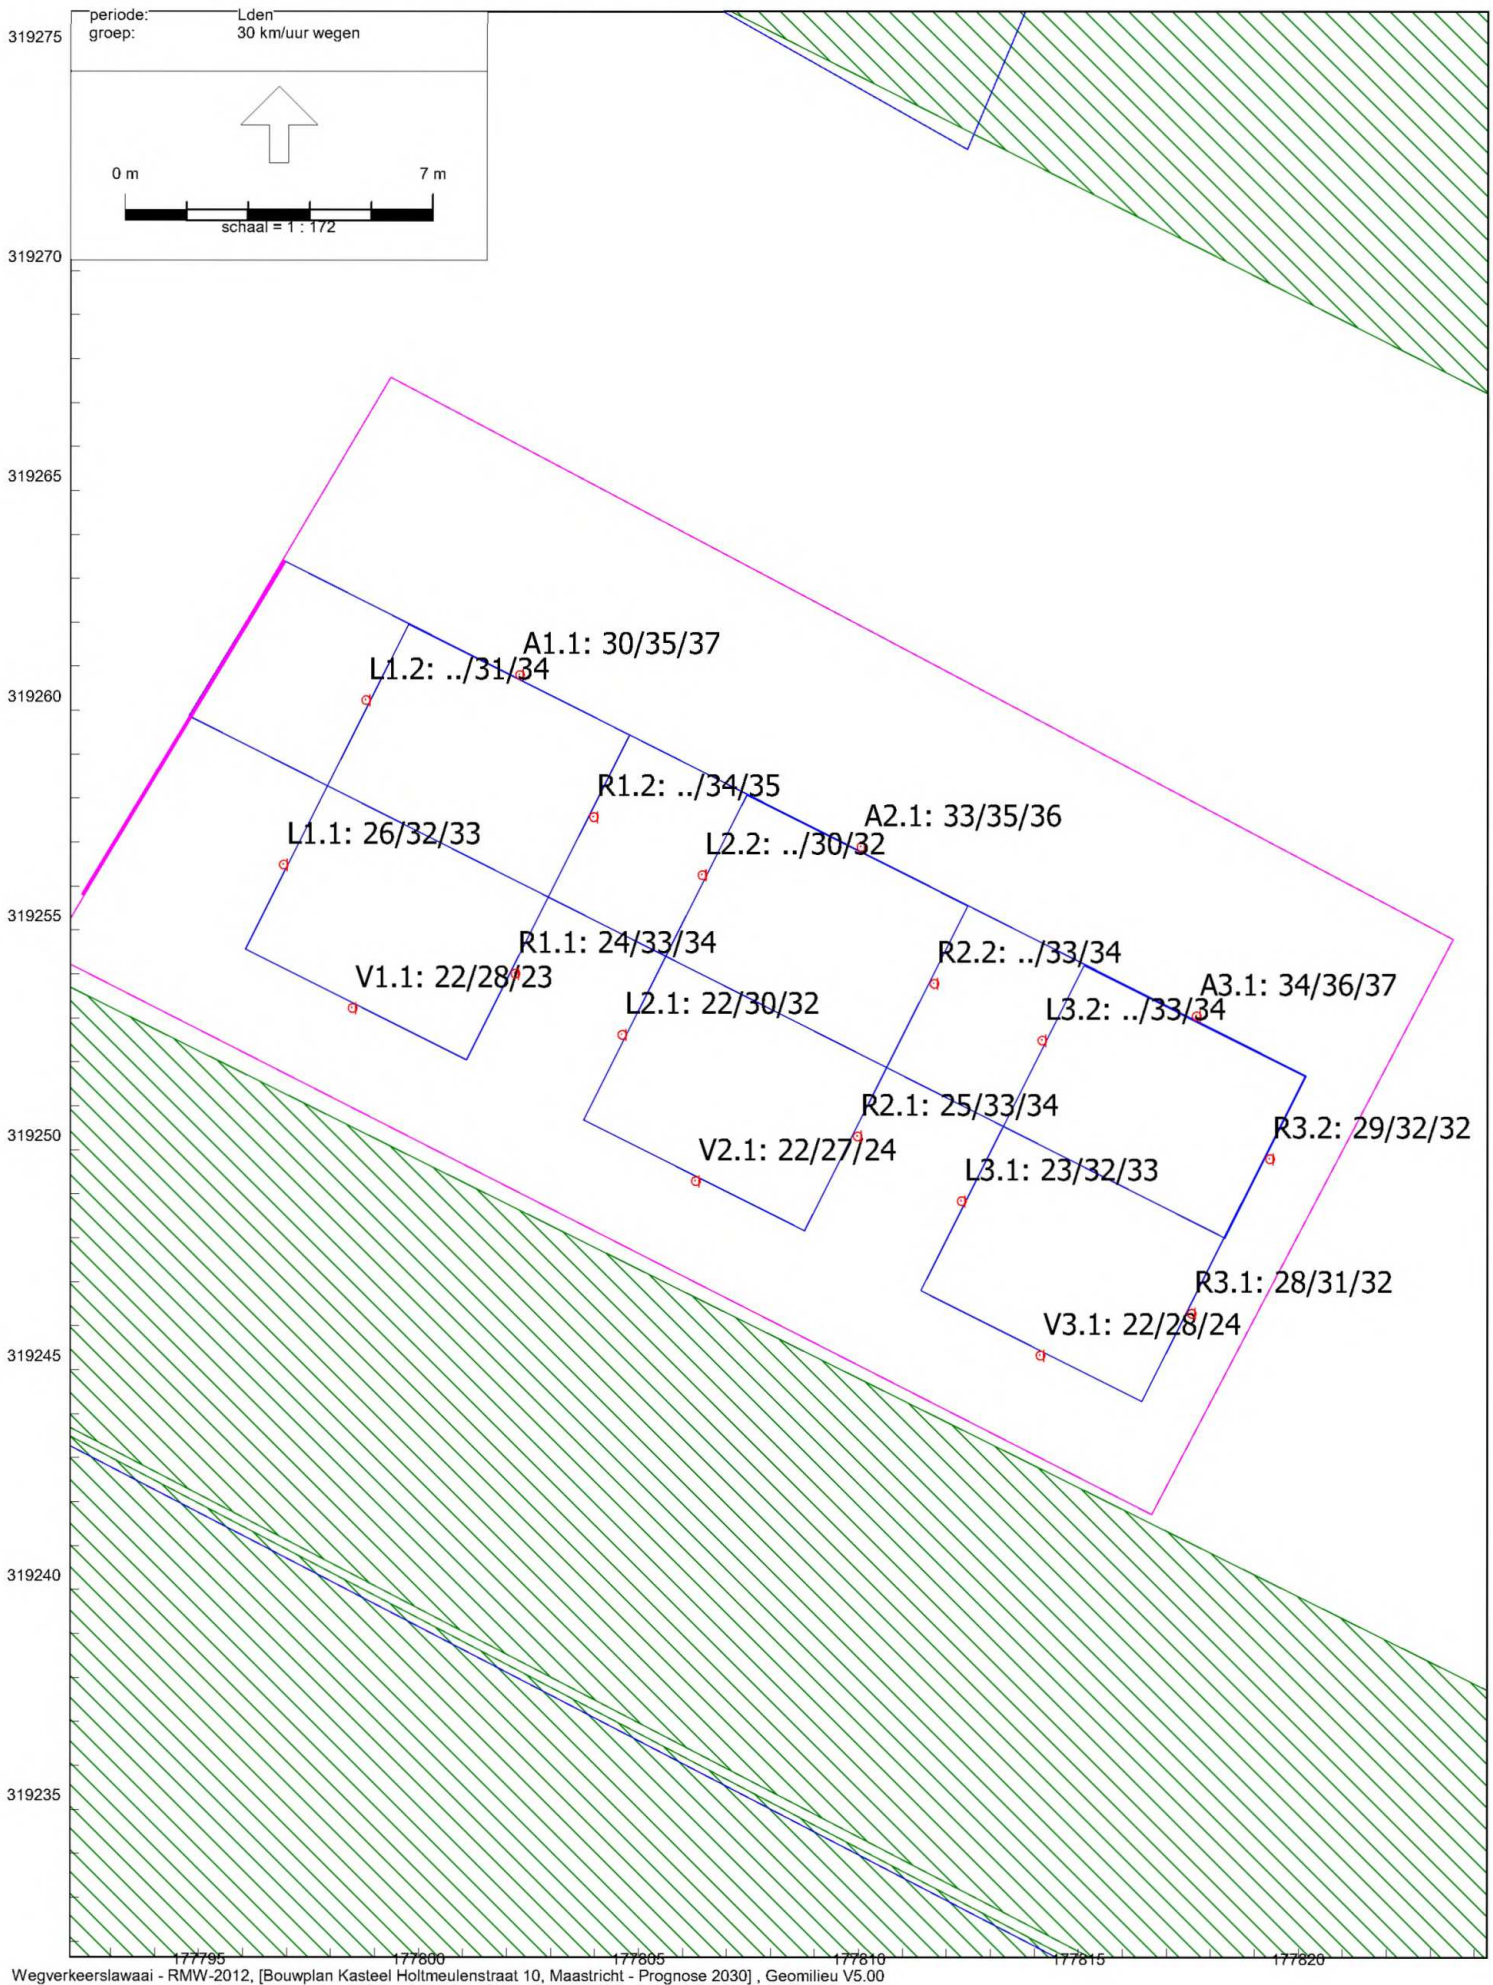 periode: Lden
groep: 30 km/uur wegen
0 m 7 m
schaal = 1 : 172
319275
319270
319265
319260
319255
319250
319245
319240
319235
A1.1: 30/35/37
L1.2: ../31/34
R1.2: ../34/35
A2.1: 33/35/36
L1.1: 26/32/33
L2.2: ../30/32
R1.1: 24/33/34
R2.2: ../33/34
V1.1: 22/28/23
A3.1: 34/36/37
L2.1: 22/30/32
L3.2: ../33/34
R2.1: 25/33/34
R3.2: 29/32/32
V2.1: 22/27/24
L3.1: 23/32/33
R3.1: 28/31/32
V3.1: 22/28/24
177795 177800 177805 177810 177815 177820
Wegverkeerslawaai - RMW-2012, [Bouwplan Kasteel Holtmeulenstraat 10, Maastricht - Prognose 2030] , Geomilieu V5.00